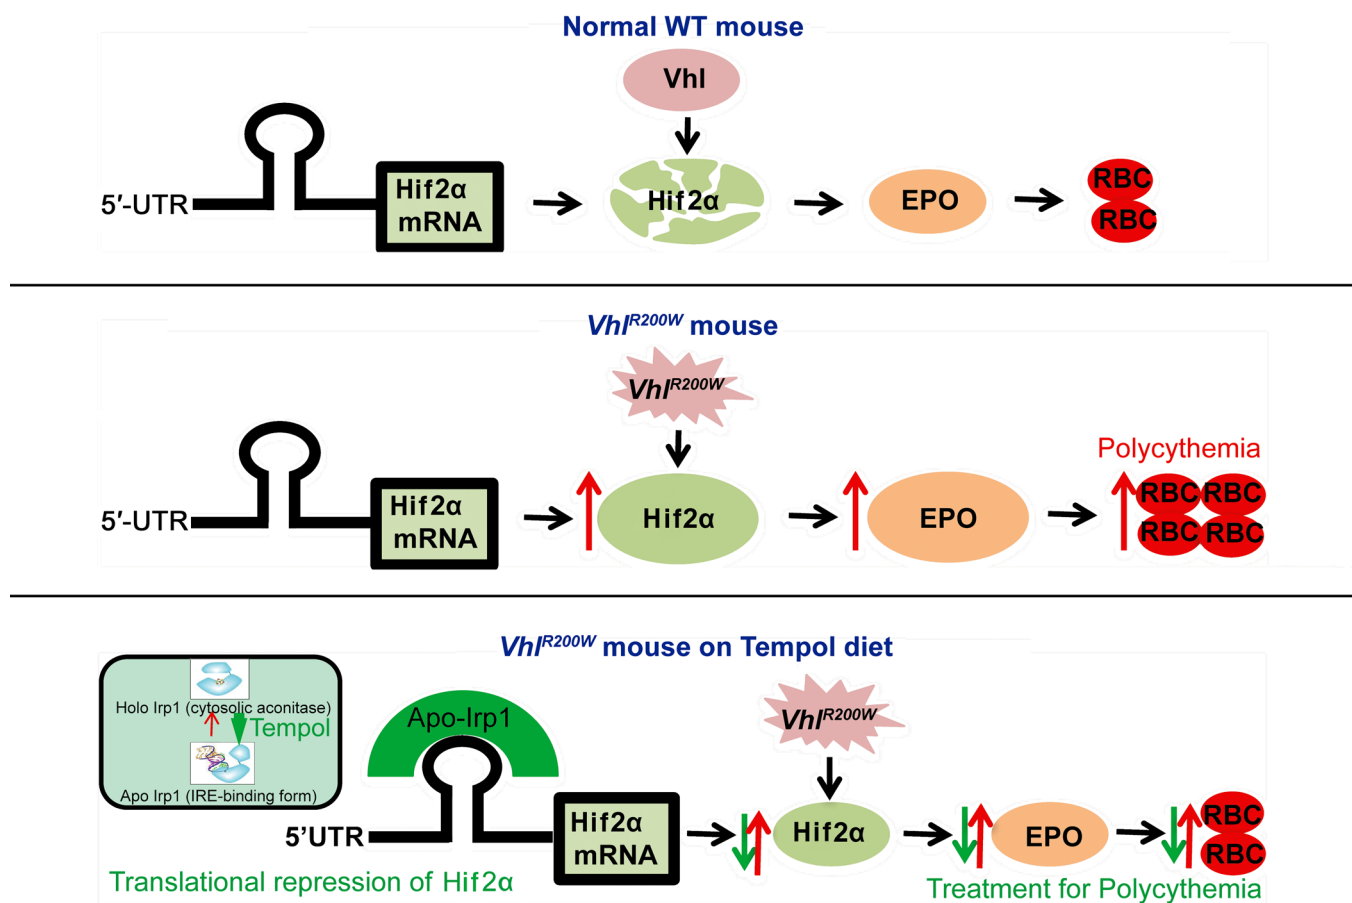 Normal WT mouse
Vhl
5′-UTR
Hif2α
mRNA
Hif2α
EPO
RBC
RBC
VhlR200W mouse
VhlR200W
Polycythemia
5′-UTR
Hif2α
mRNA
Hif2α
EPO
RBC RBC
RBC RBC
VhlR200W mouse on Tempol diet
Holo Irp1 (cytosolic aconitase)
Tempol
Apo Irp1 (IRE-binding form)
Apo-Irp1
VhlR200W
5'UTR
Hif2α
mRNA
Hif2α
EPO
RBC
RBC
Translational repression of Hif2α
Treatment for Polycythemia